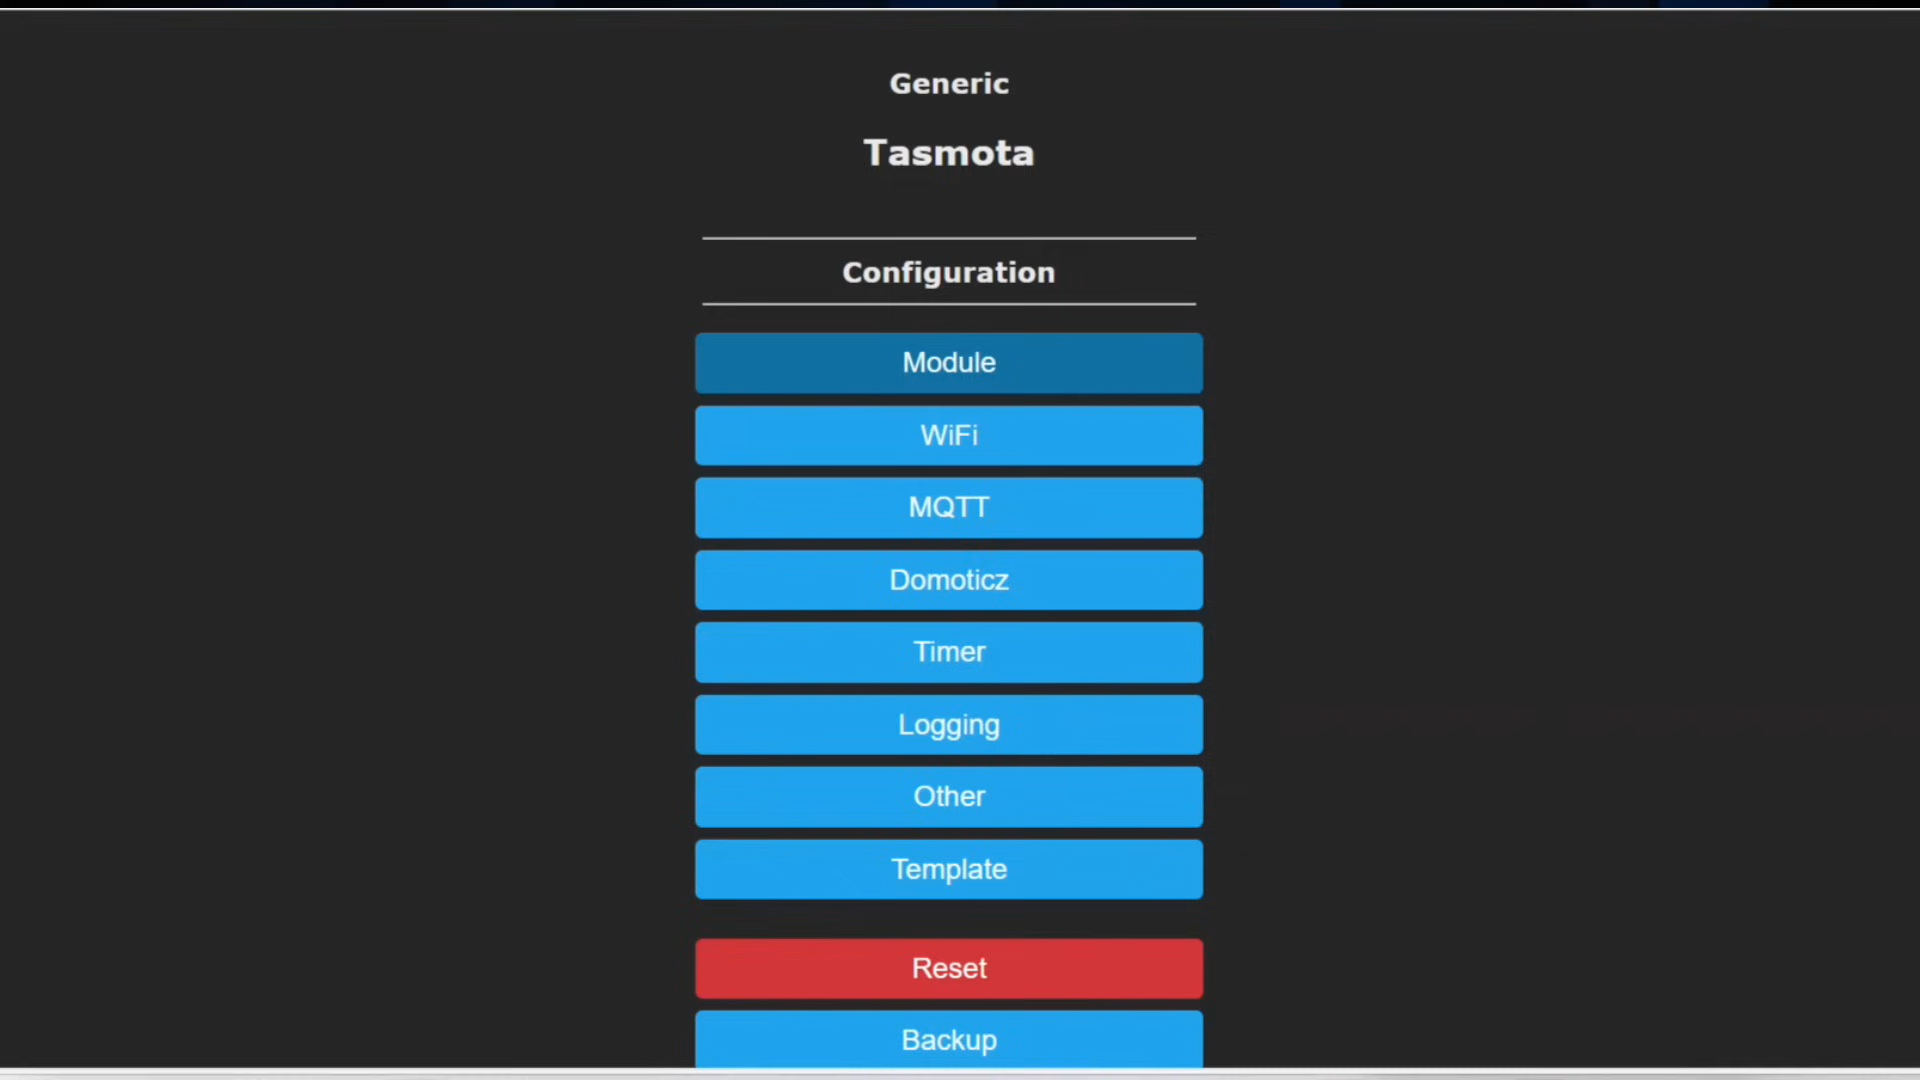 Generic
Tasmota
Configuration
Module
WiFi
MQTT
Domoticz
Timer
Logging
Other
Template
Reset
Backup